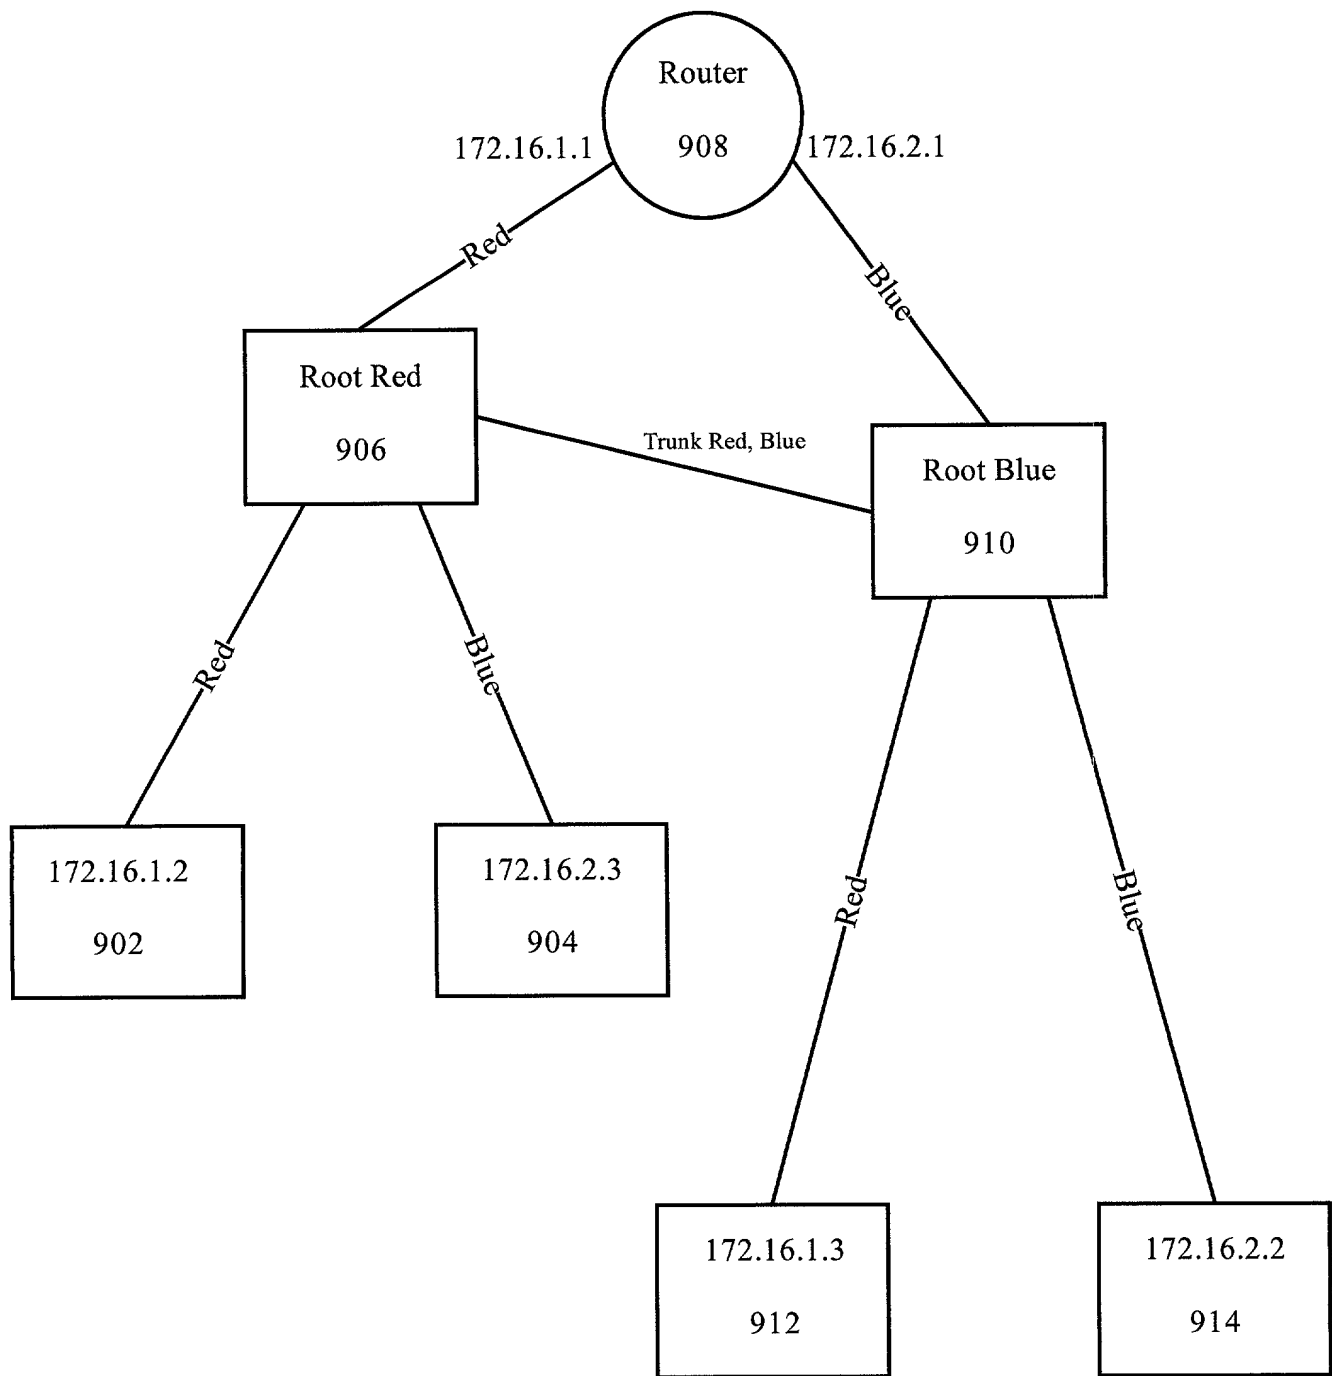 Router
908
172.16.1.1
172.16.2.1
Red
Blue
Root Red
906
Trunk Red, Blue
Root Blue
910
Red
Blue
172.16.1.2
902
172.16.2.3
904
Red
Blue
172.16.1.3
912
172.16.2.2
914